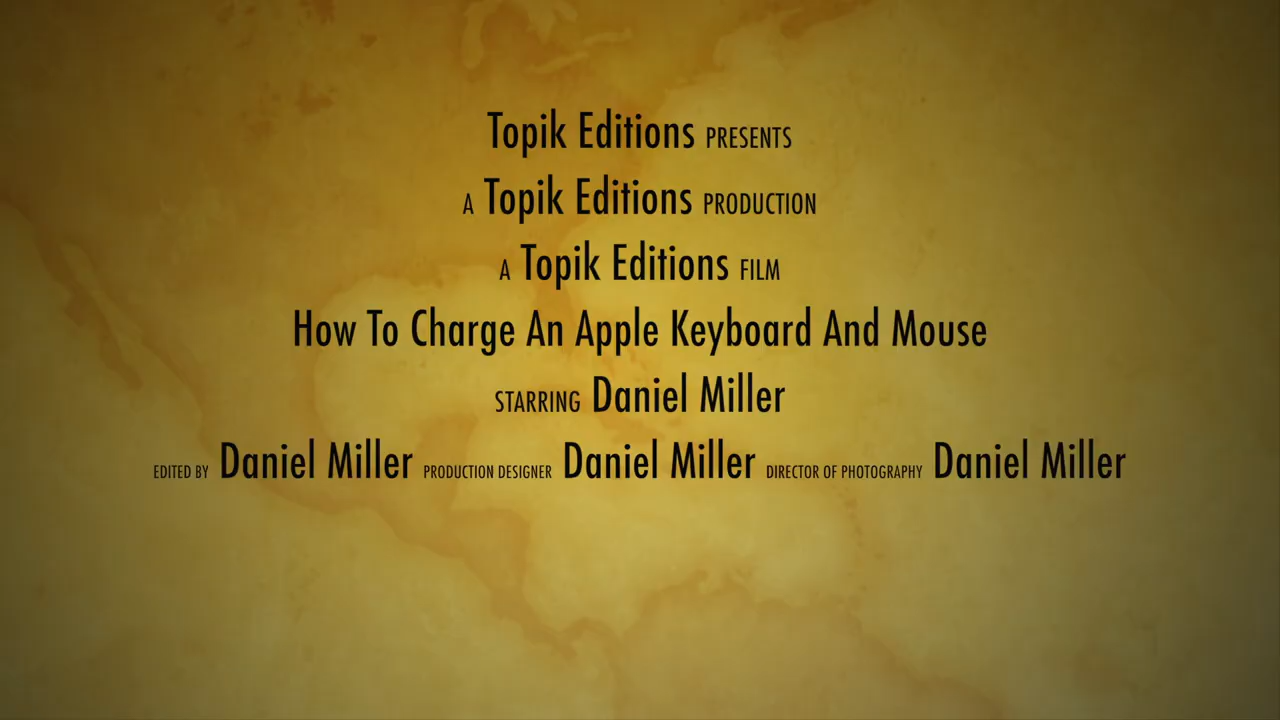 Topik Editions PRESENTS
A Topik Editions PRODUCTION
A Topik Editions FILM
How To Charge An Apple Keyboard And Mouse
STARRING Daniel Miller
EDITED BY Daniel Miller PRODUCTION DESIGNER Daniel Miller DIRECTOR OF PHOTOGRAPHY Daniel Miller